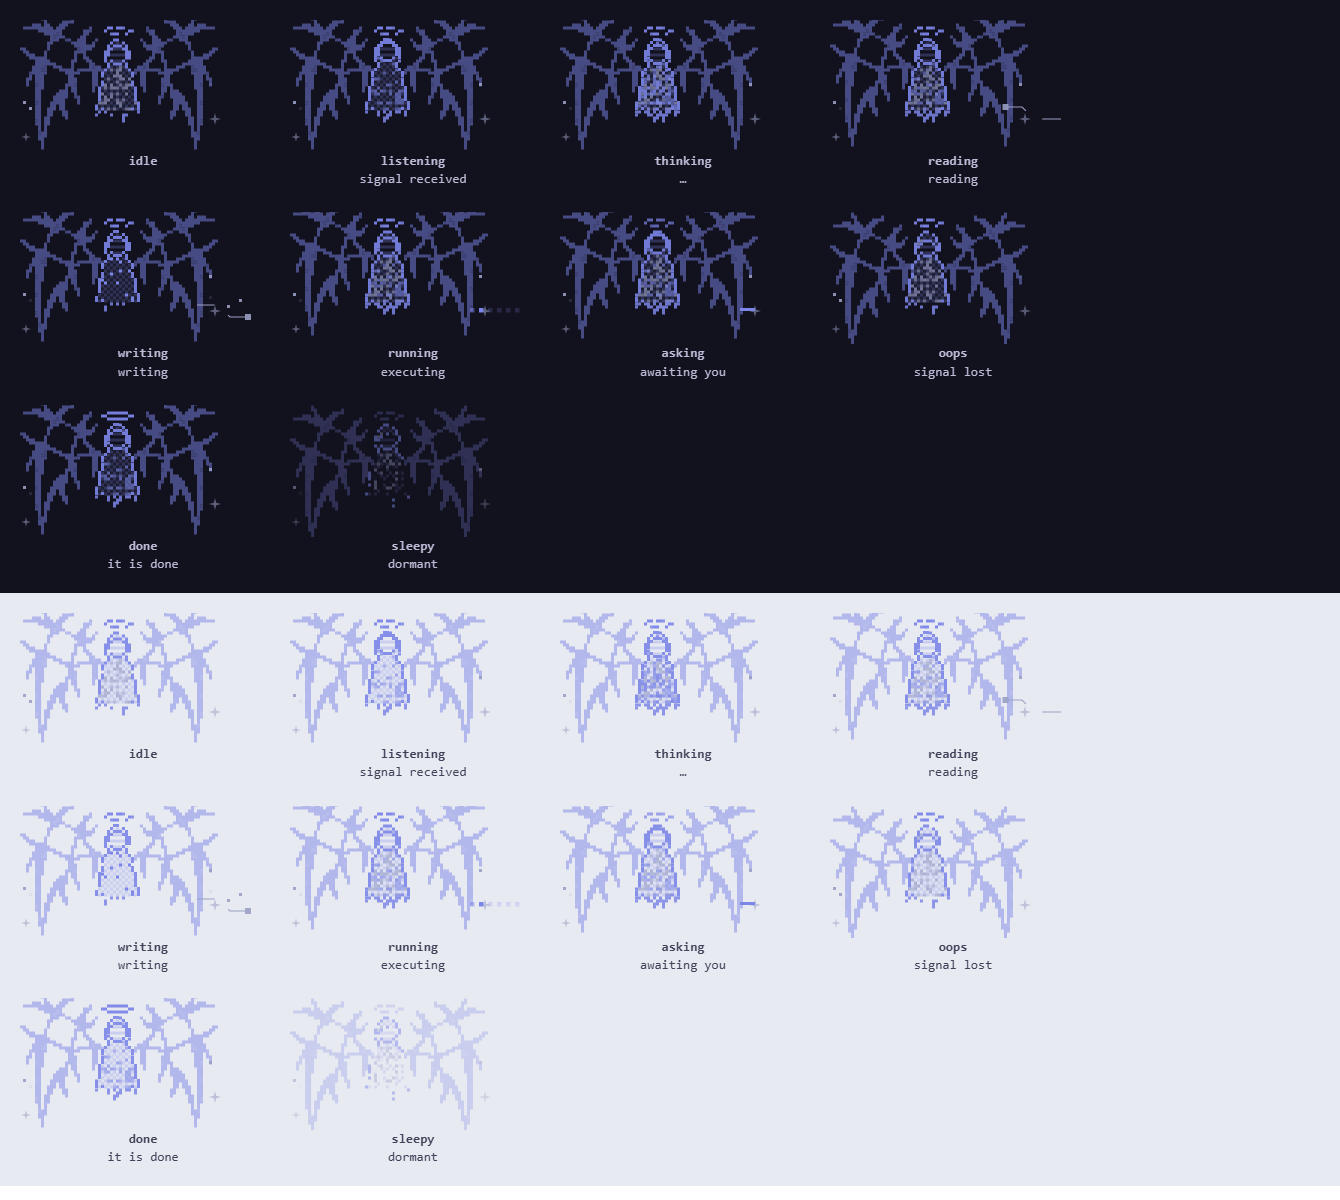 idle
listening
signal received
thinking
…
reading
reading
writing
writing
running
executing
asking
awaiting you
oops
signal lost
done
it is done
sleepy
dormant
idle
listening
signal received
thinking
…
reading
reading
writing
writing
running
executing
asking
awaiting you
oops
signal lost
done
it is done
sleepy
dormant